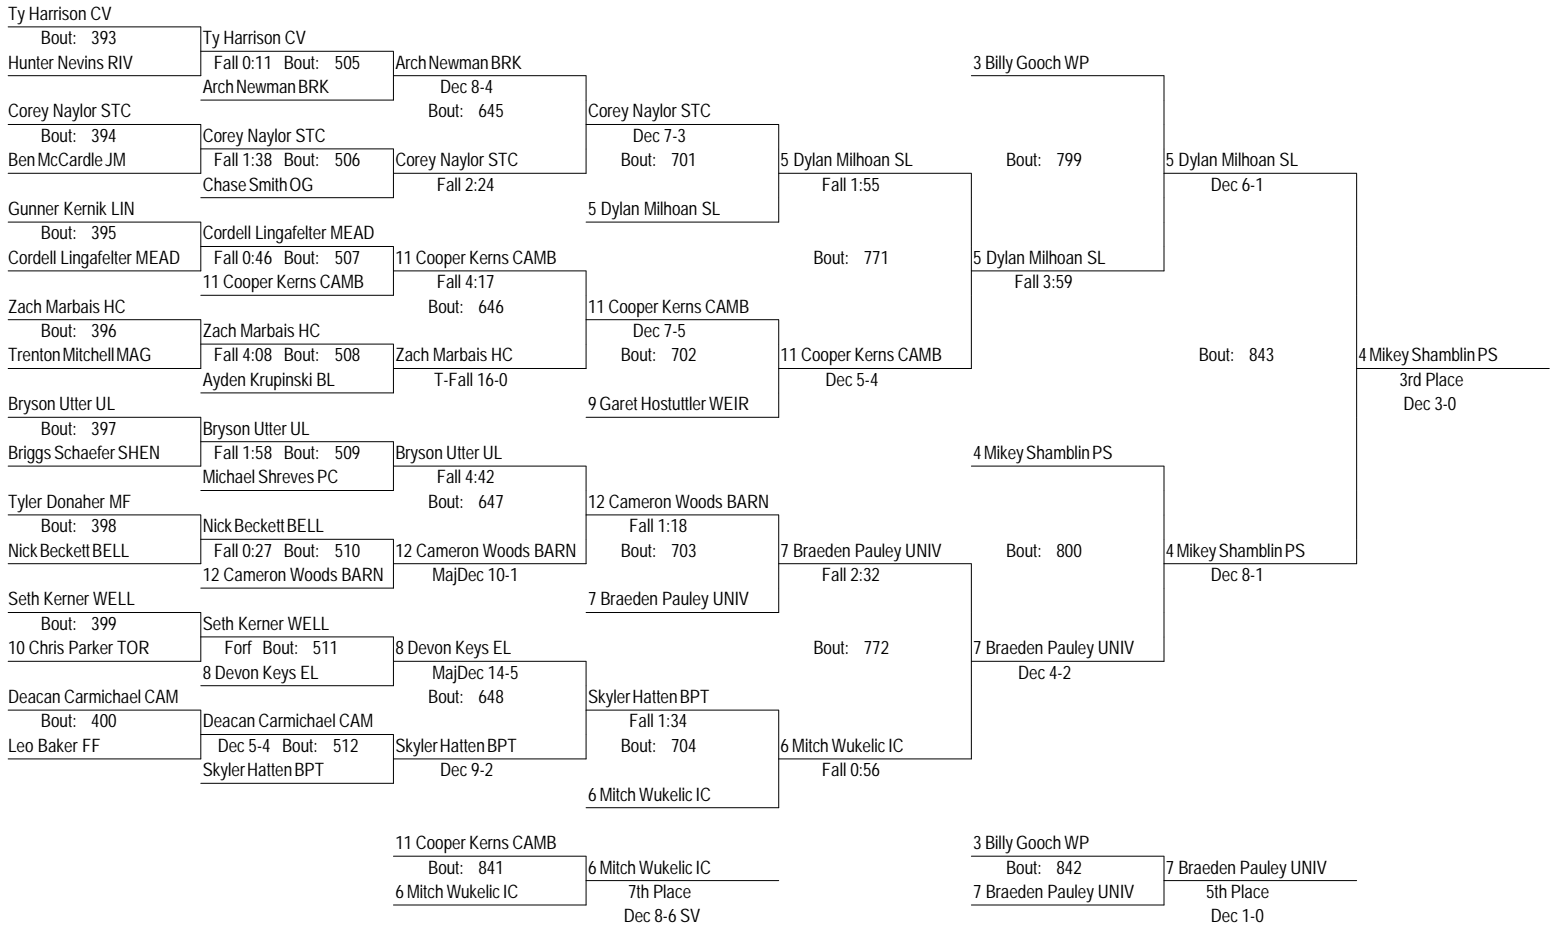 Ty Harrison CV
Bout: 393
Ty Harrison CV
Hunter Nevins RIV
Fall 0:11 Bout: 505
Arch Newman BRK
3 Billy Gooch WP
Arch Newman BRK
Dec 8-4
Corey Naylor STC
Bout: 645
Corey Naylor STC
Bout: 394
Corey Naylor STC
Dec 7-3
Ben McCardle JM
Fall 1:38 Bout: 506
Corey Naylor STC
Bout: 701
5 Dylan Milhoan SL
Bout: 799
5 Dylan Milhoan SL
Chase Smith OG
Fall 2:24
Fall 1:55
Dec 6-1
Gunner Kernik LIN
5 Dylan Milhoan SL
Bout: 395
Cordell Lingafelter MEAD
Cordell Lingafelter MEAD
Fall 0:46 Bout: 507
11 Cooper Kerns CAMB
Bout: 771
5 Dylan Milhoan SL
11 Cooper Kerns CAMB
Fall 4:17
Fall 3:59
Zach Marbais HC
Bout: 646
11 Cooper Kerns CAMB
Bout: 396
Zach Marbais HC
Dec 7-5
Trenton Mitchell MAG
Fall 4:08 Bout: 508
Zach Marbais HC
Bout: 702
11 Cooper Kerns CAMB
Bout: 843
4 Mikey Shamblin PS
Ayden Krupinski BL
T-Fall 16-0
Dec 5-4
3rd Place
Bryson Utter UL
9 Garet Hostuttler WEIR
Dec 3-0
Bout: 397
Bryson Utter UL
Briggs Schaefer SHEN
Fall 1:58 Bout: 509
Bryson Utter UL
4 Mikey Shamblin PS
Michael Shreves PC
Fall 4:42
Tyler Donaher MF
Bout: 647
12 Cameron Woods BARN
Bout: 398
Nick Beckett BELL
Fall 1:18
Nick Beckett BELL
Fall 0:27 Bout: 510
12 Cameron Woods BARN
Bout: 703
7 Braeden Pauley UNIV
Bout: 800
4 Mikey Shamblin PS
12 Cameron Woods BARN
MajDec 10-1
Fall 2:32
Dec 8-1
Seth Kerner WELL
7 Braeden Pauley UNIV
Bout: 399
Seth Kerner WELL
10 Chris Parker TOR
Forf Bout: 511
8 Devon Keys EL
Bout: 772
7 Braeden Pauley UNIV
8 Devon Keys EL
MajDec 14-5
Dec 4-2
Deacan Carmichael CAM
Bout: 648
Skyler Hatten BPT
Bout: 400
Deacan Carmichael CAM
Fall 1:34
Leo Baker FF
Dec 5-4 Bout: 512
Skyler Hatten BPT
Bout: 704
6 Mitch Wukelic IC
Skyler Hatten BPT
Dec 9-2
Fall 0:56
6 Mitch Wukelic IC
11 Cooper Kerns CAMB
3 Billy Gooch WP
Bout: 841
6 Mitch Wukelic IC
Bout: 842
7 Braeden Pauley UNIV
6 Mitch Wukelic IC
7th Place
7 Braeden Pauley UNIV
5th Place
Dec 8-6 SV
Dec 1-0